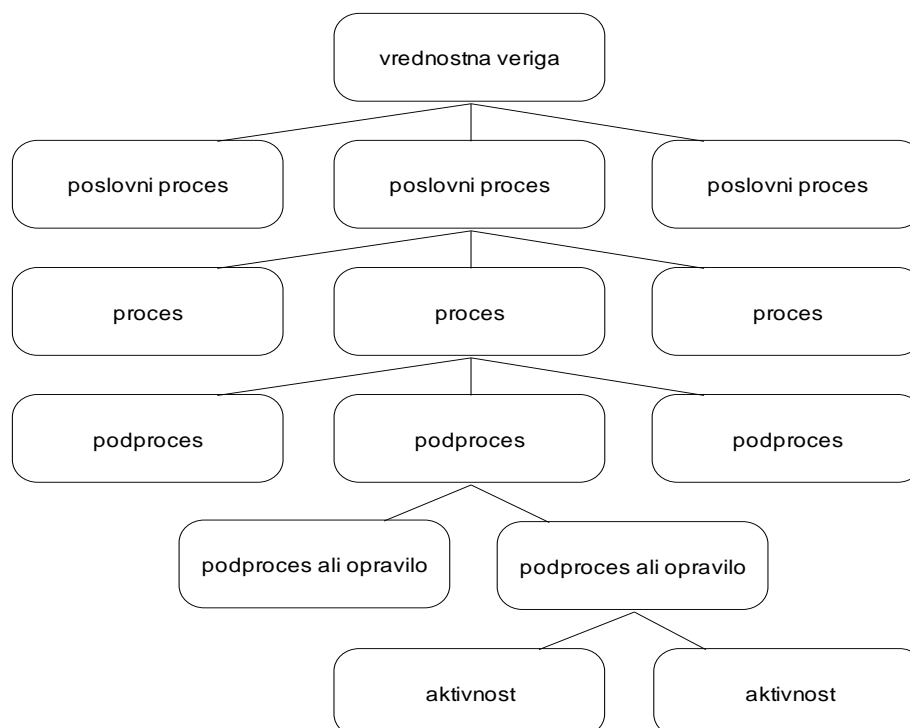 vrednostna veriga
poslovni proces
poslovni proces
poslovni proces
proces
proces
proces
podproces
podproces
podproces
podproces ali opravilo
podproces ali opravilo
aktivnost
aktivnost